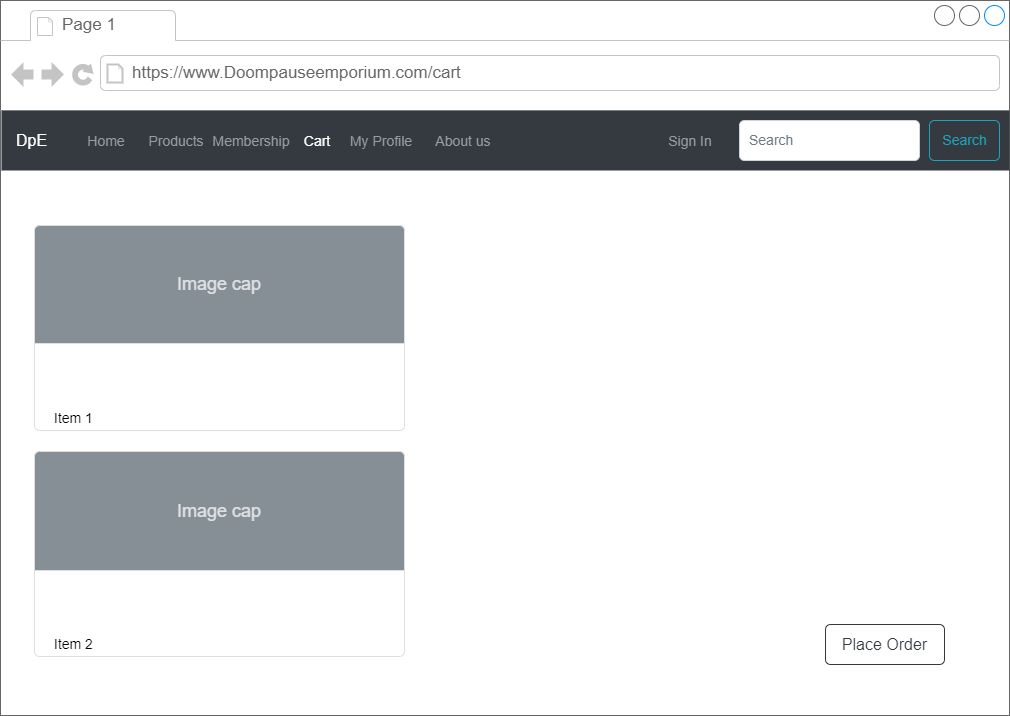 Page 1
https://www.Doompauseemporium.com/cart
DpE Home Products Membership Cart My Profile About us Sign In Search Search
Image cap
Item 1
Image cap
Item 2
Place Order